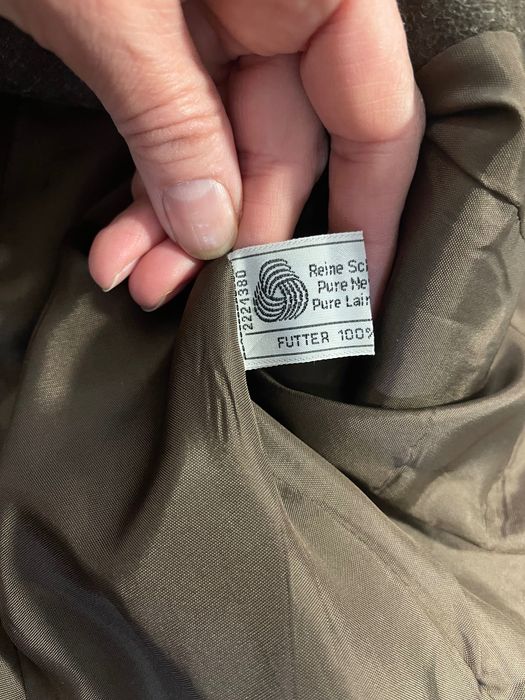 2221380
Reine Sc
Pure Ne
Pure Lai
FUTTER 100%